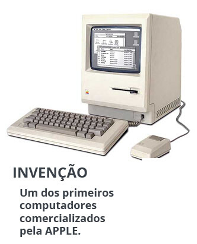 INVENÇÃO
Um dos primeiros
computadores
comercializados
pela APPLE.